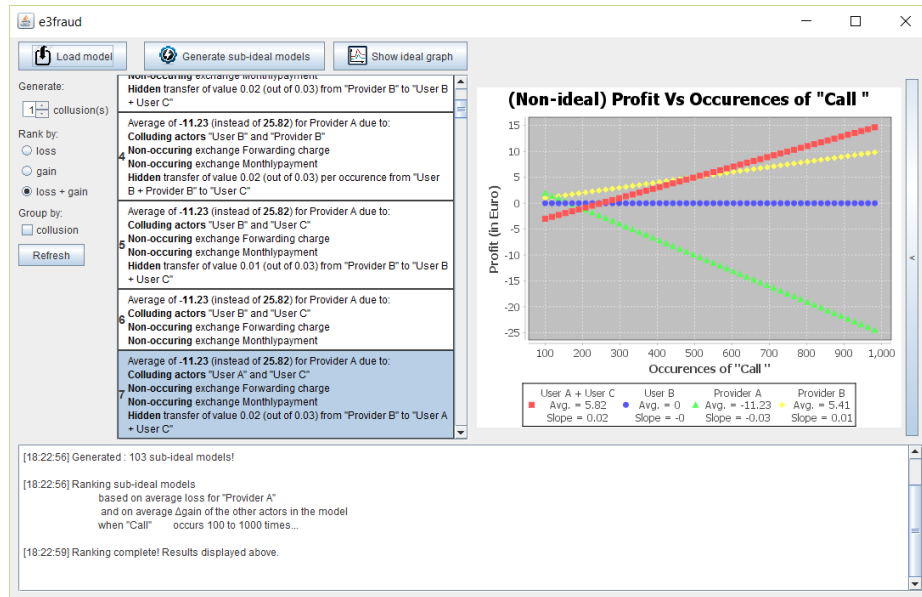 e3fraud
Load model
Generate sub-ideal models
Show ideal graph
Generate:
1 collusion(s)
Rank by:
loss
gain
loss + gain
Group by:
collusion
Refresh
Non-occuring exchange Monthlypayment
Hidden transfer of value 0.02 (out of 0.03) from "Provider B" to "User B
+ User C"
4
Average of -11.23 (instead of 25.82) for Provider A due to:
Colluding actors "User B" and "Provider B"
Non-occuring exchange Forwarding charge
Non-occuring exchange Monthlypayment
Hidden transfer of value 0.02 (out of 0.03) per occurence from "User
B + Provider B" to "User C"
5
Average of -11.23 (instead of 25.82) for Provider A due to:
Colluding actors "User B" and "User C"
Non-occuring exchange Forwarding charge
Non-occuring exchange Monthlypayment
Hidden transfer of value 0.01 (out of 0.03) from "Provider B" to "User B
+ User C"
6
Average of -11.23 (instead of 25.82) for Provider A due to:
Colluding actors "User B" and "User C"
Non-occuring exchange Forwarding charge
Non-occuring exchange Monthlypayment
7
Average of -11.23 (instead of 25.82) for Provider A due to:
Colluding actors "User A" and "User C"
Non-occuring exchange Forwarding charge
Non-occuring exchange Monthlypayment
Hidden transfer of value 0.02 (out of 0.03) from "Provider B" to "User A
+ User C"
(Non-ideal) Profit Vs Occurences of "Call "
Profit (in Euro)
15
10
5
0
-5
-10
-15
-20
-25
100 200 300 400 500 600 700 800 900 1,000
Occurences of "Call "
User A + User C User B Provider A Provider B
Avg. = 5.82 Avg. = 0 Avg. = -11.23 Avg. = 5.41
Slope = 0.02 Slope = -0 Slope = -0.03 Slope = 0.01
<
[18:22:56] Generated : 103 sub-ideal models!
[18:22:56] Ranking sub-ideal models
based on average loss for "Provider A"
and on average Δgain of the other actors in the model
when "Call" occurs 100 to 1000 times...
[18:22:59] Ranking complete! Results displayed above.